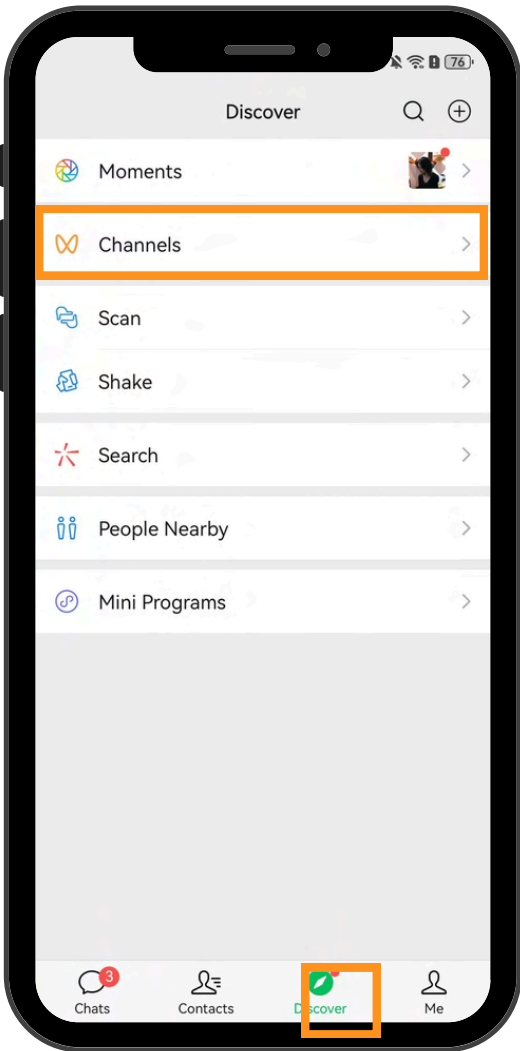 76
Discover
Moments
Channels
Scan
Shake
Search
People Nearby
Mini Programs
3
Chats
Contacts
Discover
Me